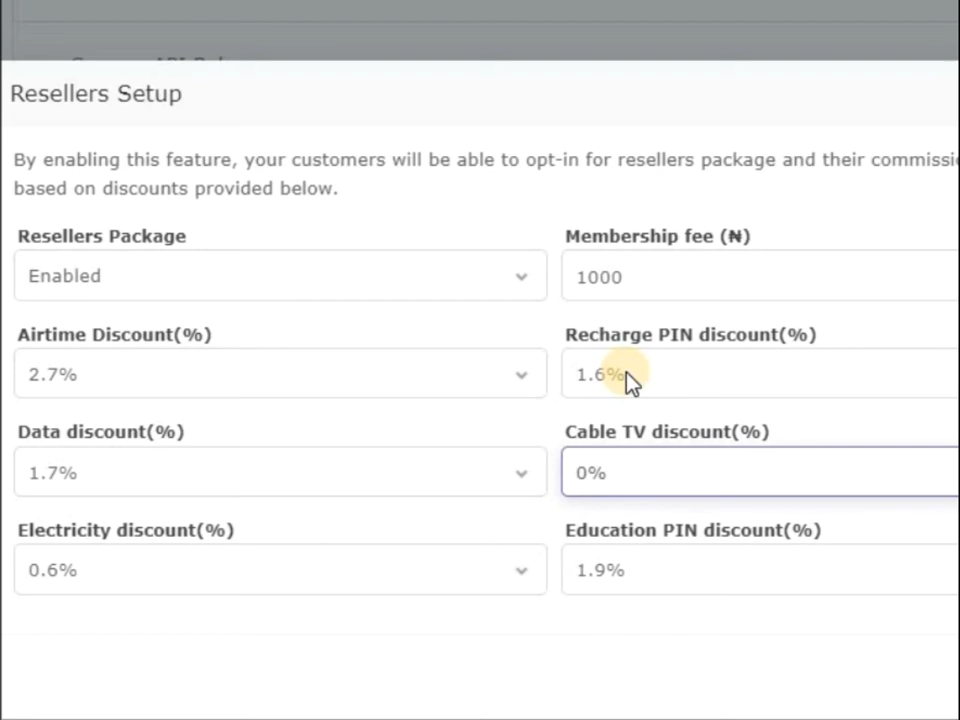 Resellers Setup
By enabling this feature, your customers will be able to opt-in for resellers package and their
based on discounts provided below.
Resellers Package
Membership fee (₦)
Enabled
1000
Airtime Discount(%)
Recharge PIN discount(%)
2.7%
1.6%
Data discount(%)
Cable TV discount(%)
1.7%
0%
Electricity discount(%)
Education PIN discount(%)
0.6%
1.9%